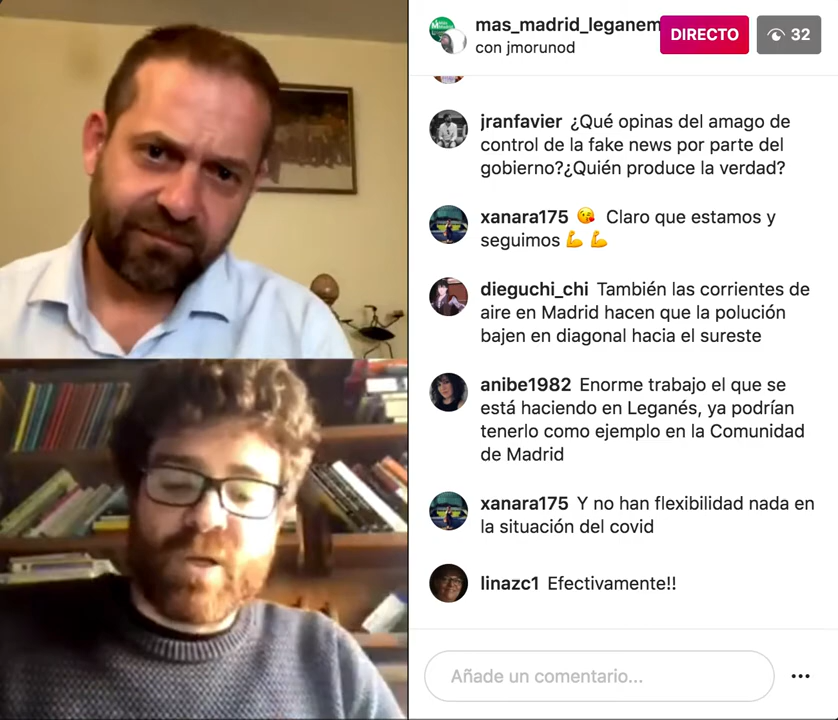 mas_madrid_leganem
con jmorunod
DIRECTO
32
jranfavier ¿Qué opinas del amago de
control de la fake news por parte del
gobierno?¿Quién produce la verdad?
xanara175 😘 Claro que estamos y
seguimos 💪 💪
dieguchi_chi También las corrientes de
aire en Madrid hacen que la polución
bajen en diagonal hacia el sureste
anibe1982 Enorme trabajo el que se
está haciendo en Leganés, ya podrían
tenerlo como ejemplo en la Comunidad
de Madrid
xanara175 Y no han flexibilidad nada en
la situación del covid
linazc1 Efectivamente!!
Añade un comentario...